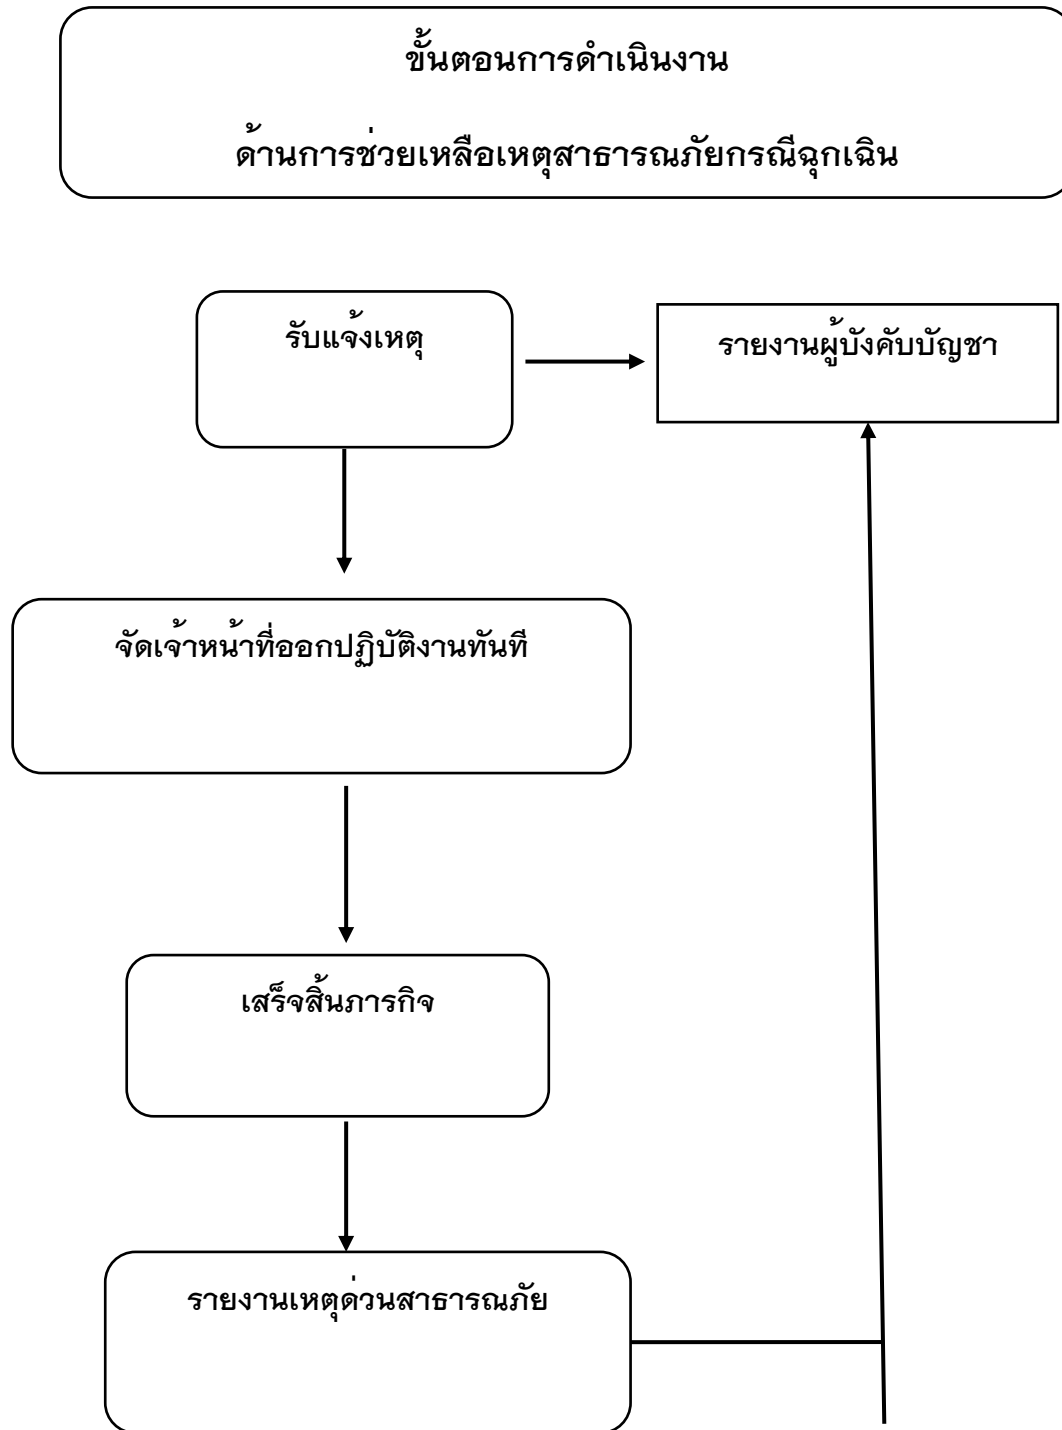 ขั้นตอนการดำเนินงาน
ด้านการช่วยเหลือเหตุสาธารณภัยกรณีฉุกเฉิน
รับแจ้งเหตุ
รายงานผู้บังคับบัญชา
จัดเจ้าหน้าที่ออกปฏิบัติงานทันที
เสร็จสิ้นภารกิจ
รายงานเหตุด่วนสาธารณภัย